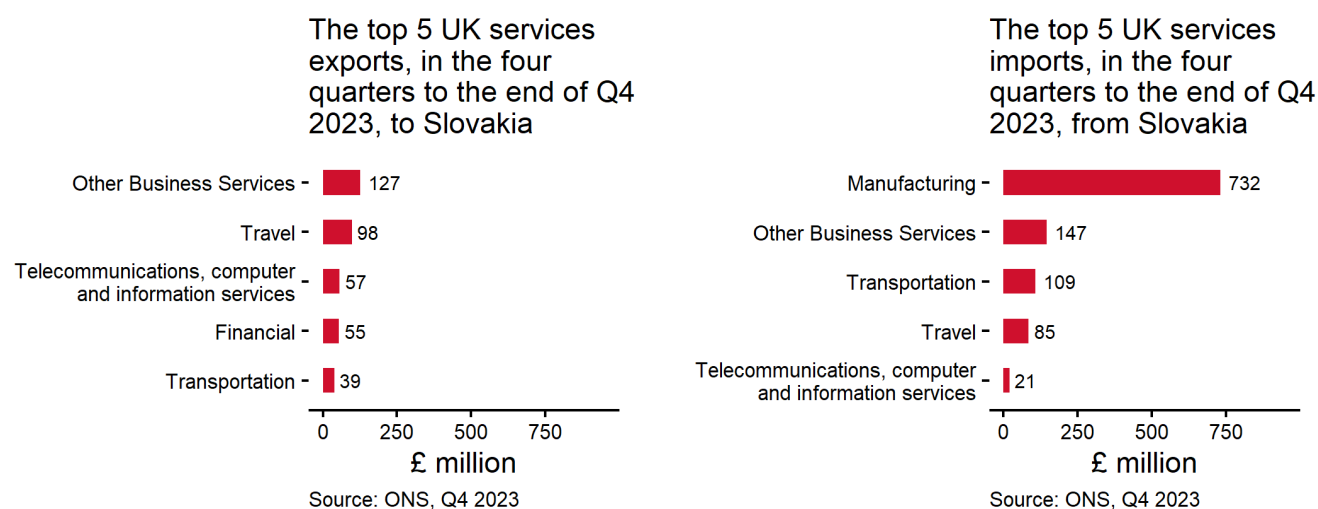 The top 5 UK services
exports, in the four
quarters to the end of Q4
2023, to Slovakia
Other Business Services
127
Travel
98
Telecommunications, computer
and information services
57
Financial
55
Transportation
39
0 250 500 750
£ million
Source: ONS, Q4 2023
The top 5 UK services
imports, in the four
quarters to the end of Q4
2023, from Slovakia
Manufacturing
732
Other Business Services
147
Transportation
109
Travel
85
Telecommunications, computer
and information services
21
0 250 500 750
£ million
Source: ONS, Q4 2023